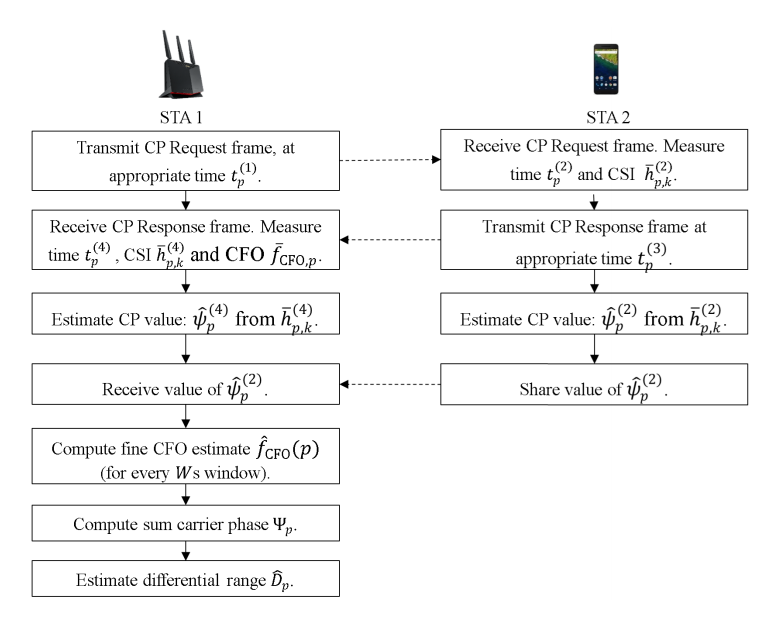 STA 1
Transmit CP Request frame, at
appropriate time $t_p^{(1)}$.
Receive CP Response frame. Measure
time $t_p^{(4)}$ , CSI $\bar{h}_{p,k}^{(4)}$ and CFO $\bar{f}_{\mathrm{CFO},p}$.
Estimate CP value: $\hat{\psi}_p^{(4)}$ from $\bar{h}_{p,k}^{(4)}$.
Receive value of $\hat{\psi}_p^{(2)}$.
Compute fine CFO estimate $\hat{f}_{\mathrm{CFO}}(p)$
(for every $W$s window).
Compute sum carrier phase $\Psi_p$.
Estimate differential range $\hat{D}_p$.
STA 2
Receive CP Request frame. Measure
time $t_p^{(2)}$ and CSI $\bar{h}_{p,k}^{(2)}$.
Transmit CP Response frame at
appropriate time $t_p^{(3)}$.
Estimate CP value: $\hat{\psi}_p^{(2)}$ from $\bar{h}_{p,k}^{(2)}$.
Share value of $\hat{\psi}_p^{(2)}$.